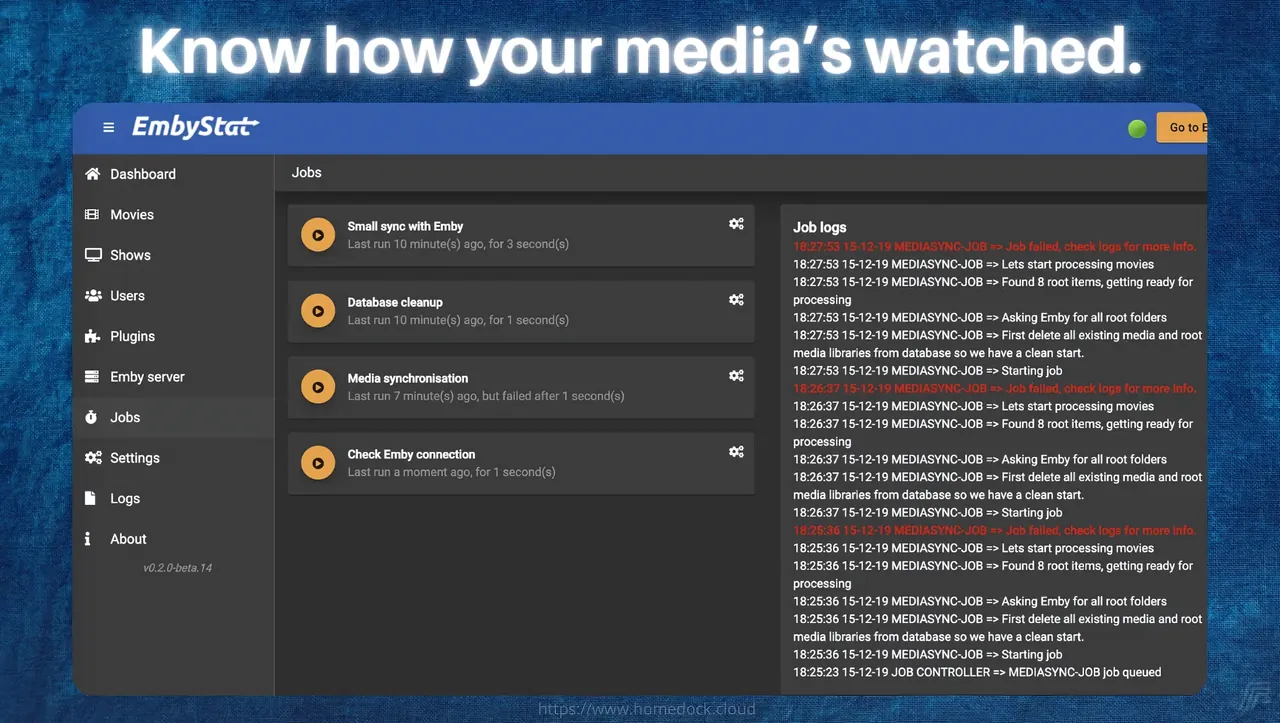 Know how your media’s watched.
EmbyStat
Go to E
Dashboard
Movies
Shows
Users
Plugins
Emby server
Jobs
Settings
Logs
About
v0.2.0-beta.14
Jobs
Small sync with Emby
Last run 10 minute(s) ago, for 3 second(s)
Database cleanup
Last run 10 minute(s) ago, for 1 second(s)
Media synchronisation
Last run 7 minute(s) ago, but failed after 1 second(s)
Check Emby connection
Last run a moment ago, for 1 second(s)
Job logs
18:27:53 15-12-19 MEDIASYNC-JOB => Job failed, check logs for more info.
18:27:53 15-12-19 MEDIASYNC-JOB => Lets start processing movies
18:27:53 15-12-19 MEDIASYNC-JOB => Found 8 root items, getting ready for
processing
18:27:53 15-12-19 MEDIASYNC-JOB => Asking Emby for all root folders
18:27:53 15-12-19 MEDIASYNC-JOB => First delete all existing media and root
media libraries from database so we have a clean start.
18:27:53 15-12-19 MEDIASYNC-JOB => Starting job
18:26:37 15-12-19 MEDIASYNC-JOB => Job failed, check logs for more info.
18:26:37 15-12-19 MEDIASYNC-JOB => Lets start processing movies
18:26:37 15-12-19 MEDIASYNC-JOB => Found 8 root items, getting ready for
processing
18:26:37 15-12-19 MEDIASYNC-JOB => Asking Emby for all root folders
18:26:37 15-12-19 MEDIASYNC-JOB => First delete all existing media and root
media libraries from database so we have a clean start.
18:26:37 15-12-19 MEDIASYNC-JOB => Starting job
18:25:36 15-12-19 MEDIASYNC-JOB => Job failed, check logs for more info.
18:25:36 15-12-19 MEDIASYNC-JOB => Lets start processing movies
18:25:36 15-12-19 MEDIASYNC-JOB => Found 8 root items, getting ready for
processing
18:25:36 15-12-19 MEDIASYNC-JOB => Asking Emby for all root folders
18:25:36 15-12-19 MEDIASYNC-JOB => First delete all existing media and root
media libraries from database so we have a clean start.
18:25:36 15-12-19 MEDIASYNC-JOB => Starting job
18:25:23 15-12-19 JOB CONTROLLER => MEDIASYNC-JOB job queued
https://www.homedock.cloud